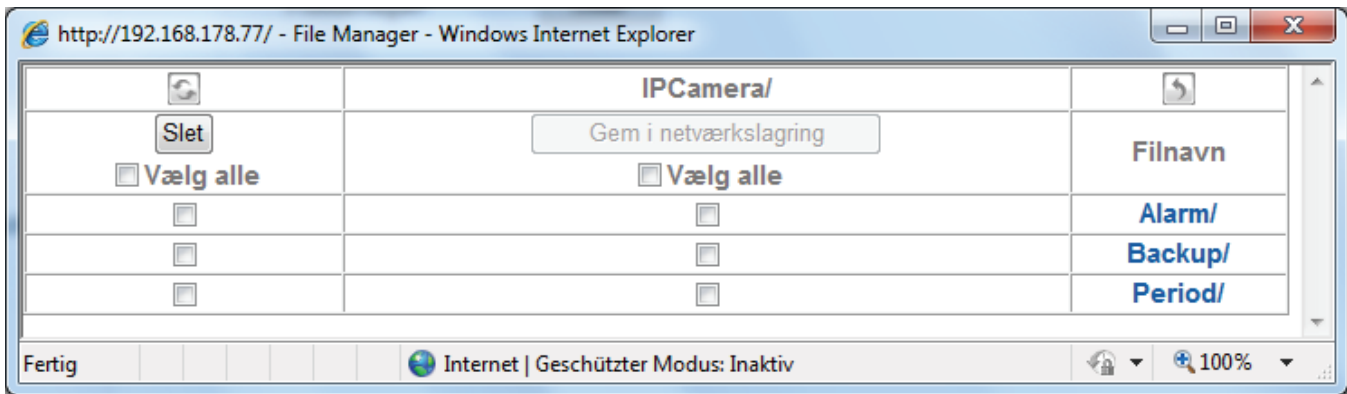 http://192.168.178.77/ - File Manager - Windows Internet Explorer
IPCamera/
Slet
Gem i netværkslagring
Filnavn
Vælg alle
Vælg alle
Alarm/
Backup/
Period/
Fertig
Internet | Geschützter Modus: Inaktiv
100%